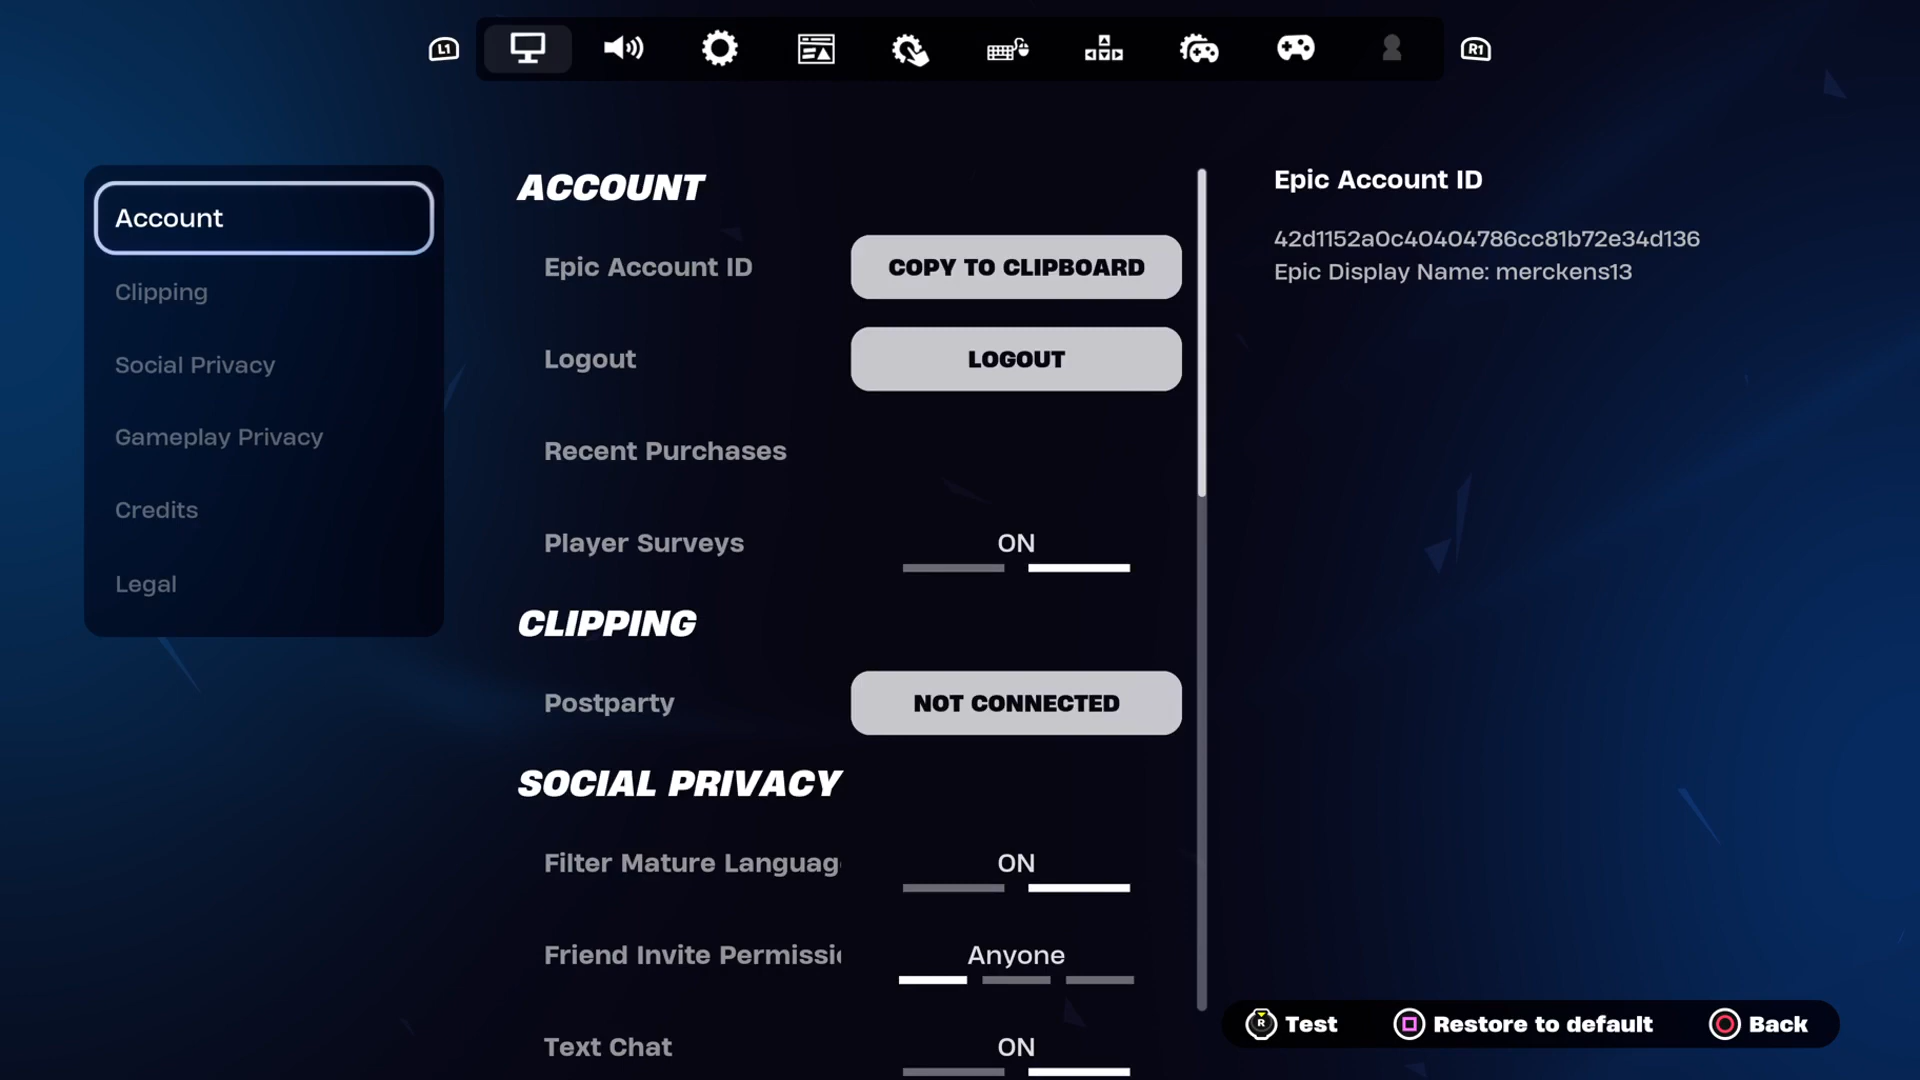 L1
R1
Account
Clipping
Social Privacy
Gameplay Privacy
Credits
Legal
ACCOUNT
Epic Account ID
COPY TO CLIPBOARD
Logout
LOGOUT
Recent Purchases
Player Surveys
ON
CLIPPING
Postparty
NOT CONNECTED
SOCIAL PRIVACY
Filter Mature Languag
ON
Friend Invite Permissi
Anyone
Text Chat
ON
Epic Account ID
42d1152a0c40404786cc81b72e34d136
Epic Display Name: merckens13
R Test
Restore to default
Back